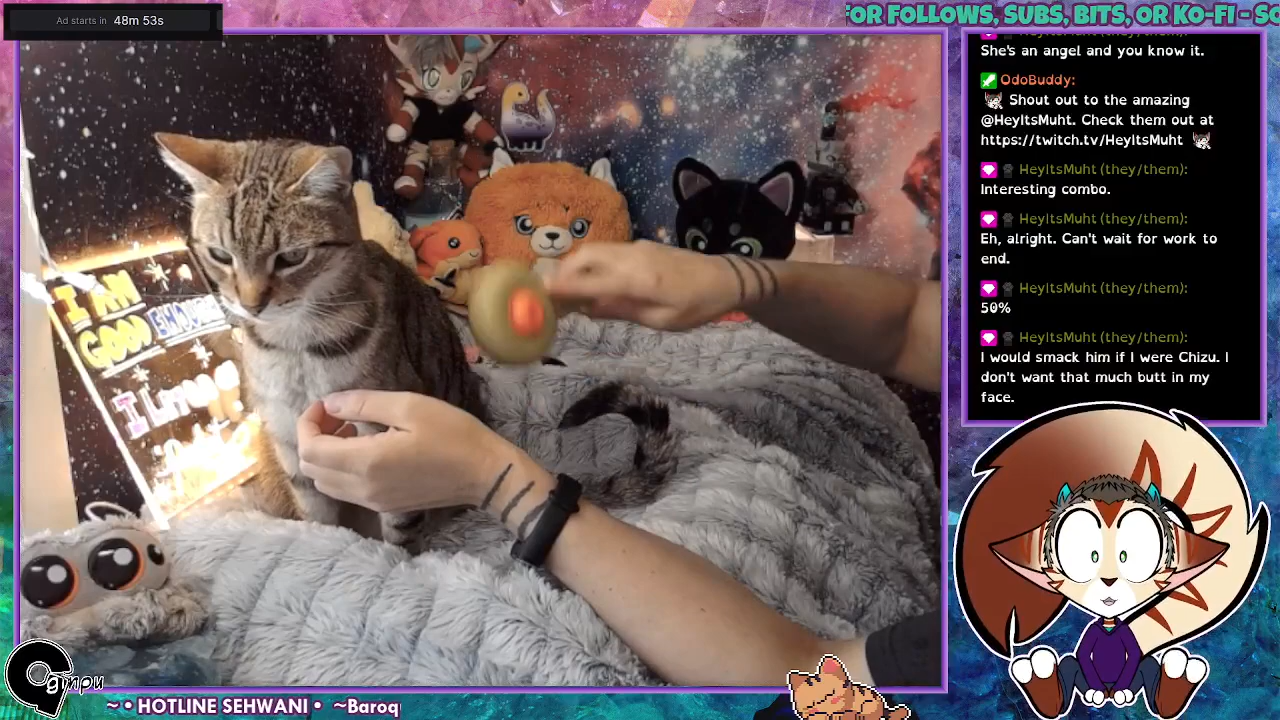 Ad starts in 48m 53s
FOR FOLLOWS, SUBS, BITS, OR KO-FI - SO
She's an angel and you know it.
OdoBuddy:
Shout out to the amazing
@HeyItsMuht. Check them out at
https://twitch.tv/HeyItsMuht
HeyItsMuht (they/them):
Interesting combo.
HeyItsMuht (they/them):
Eh, alright. Can't wait for work to
end.
HeyItsMuht (they/them):
50%
HeyItsMuht (they/them):
I would smack him if I were Chizu. I
don't want that much butt in my
face.
I AM
GOOD ENOUGH
I
ginpu
~ • HOTLINE SEHWANI • ~Baroq